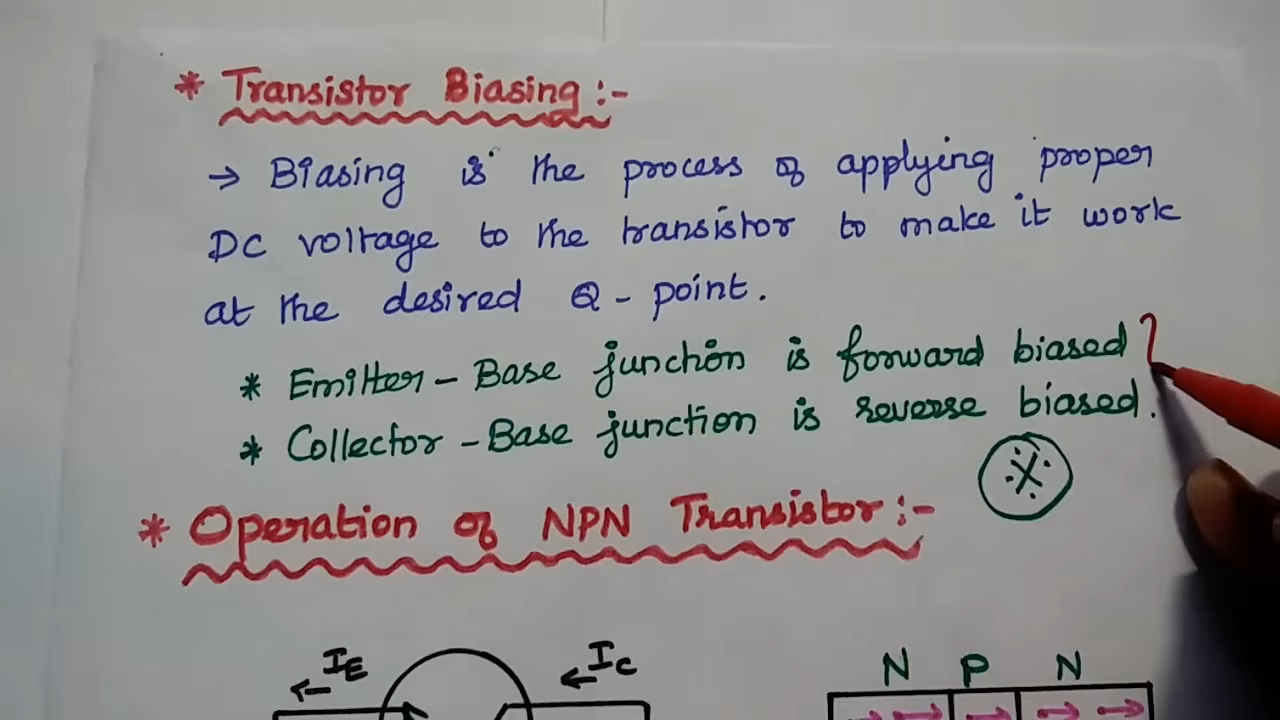 * Transistor Biasing :-
→ Biasing is the process of applying proper
DC voltage to the transistor to make it work
at the desired Q - point.
* Emitter - Base junction is forward biased
* Collector - Base junction is reverse biased.
* Operation of NPN Transistor :-
IE
IC
N P N